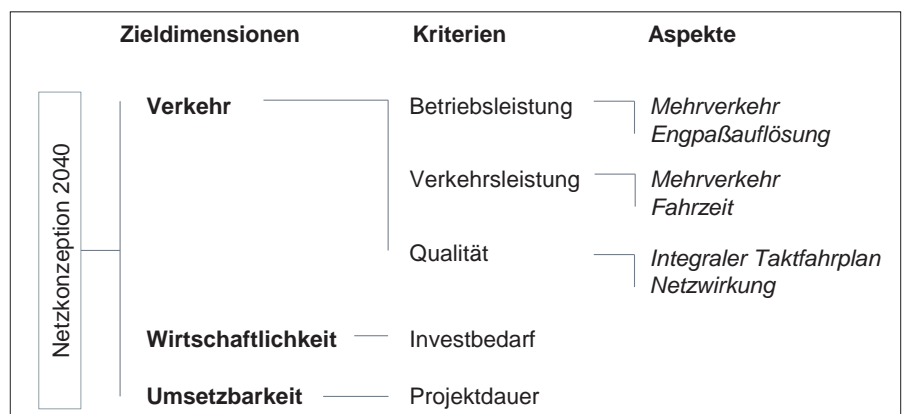 Zieldimensionen Kriterien Aspekte
Netzkonzeption 2040
Verkehr Betriebsleistung Mehrverkehr
Engpaßauflösung
Verkehrsleistung Mehrverkehr
Fahrzeit
Qualität Integraler Taktfahrplan
Netzwirkung
Wirtschaftlichkeit Investbedarf
Umsetzbarkeit Projektdauer